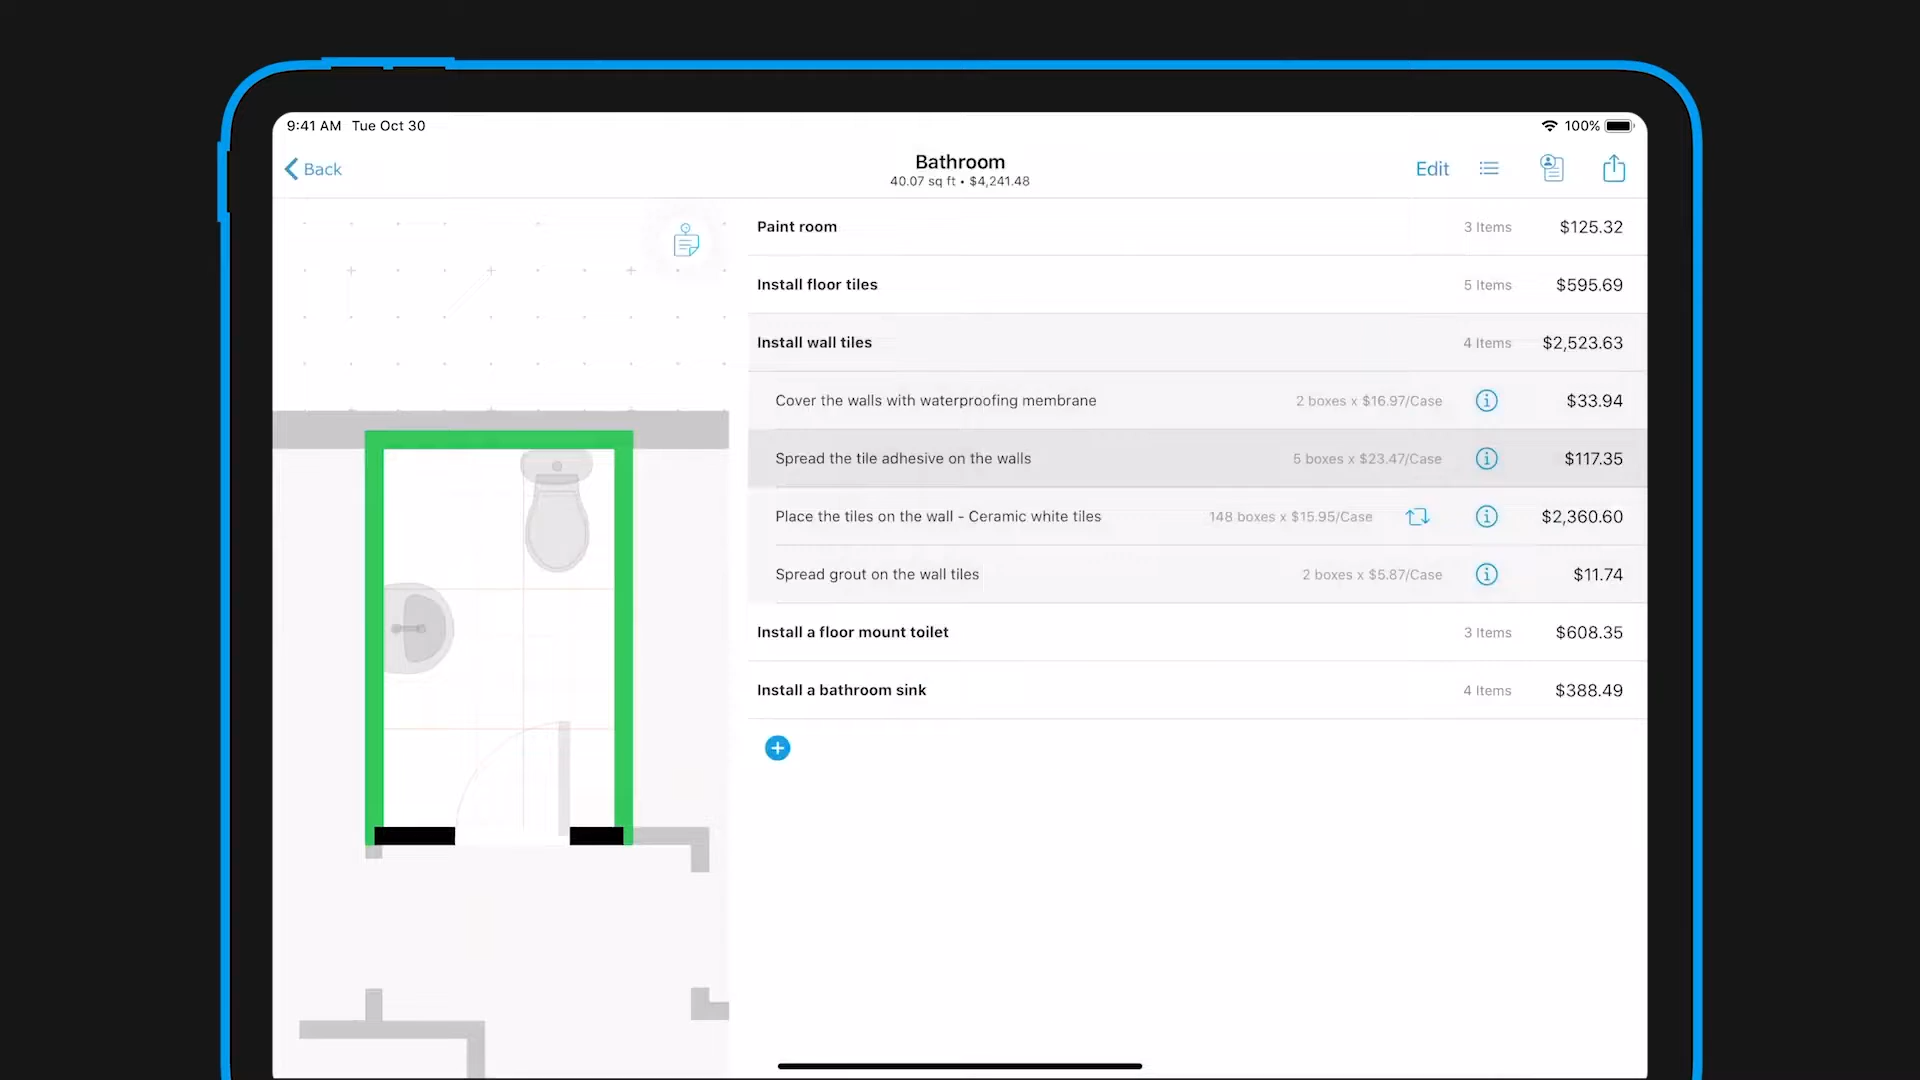 9:41 AM Tue Oct 30
100%
Back
Bathroom
40.07 sq ft • $4,241.48
Edit
Paint room 3 Items $125.32
Install floor tiles 5 Items $595.69
Install wall tiles 4 Items $2,523.63
Cover the walls with waterproofing membrane 2 boxes x $16.97/Case $33.94
Spread the tile adhesive on the walls 5 boxes x $23.47/Case $117.35
Place the tiles on the wall - Ceramic white tiles 148 boxes x $15.95/Case $2,360.60
Spread grout on the wall tiles 2 boxes x $5.87/Case $11.74
Install a floor mount toilet 3 Items $608.35
Install a bathroom sink 4 Items $388.49